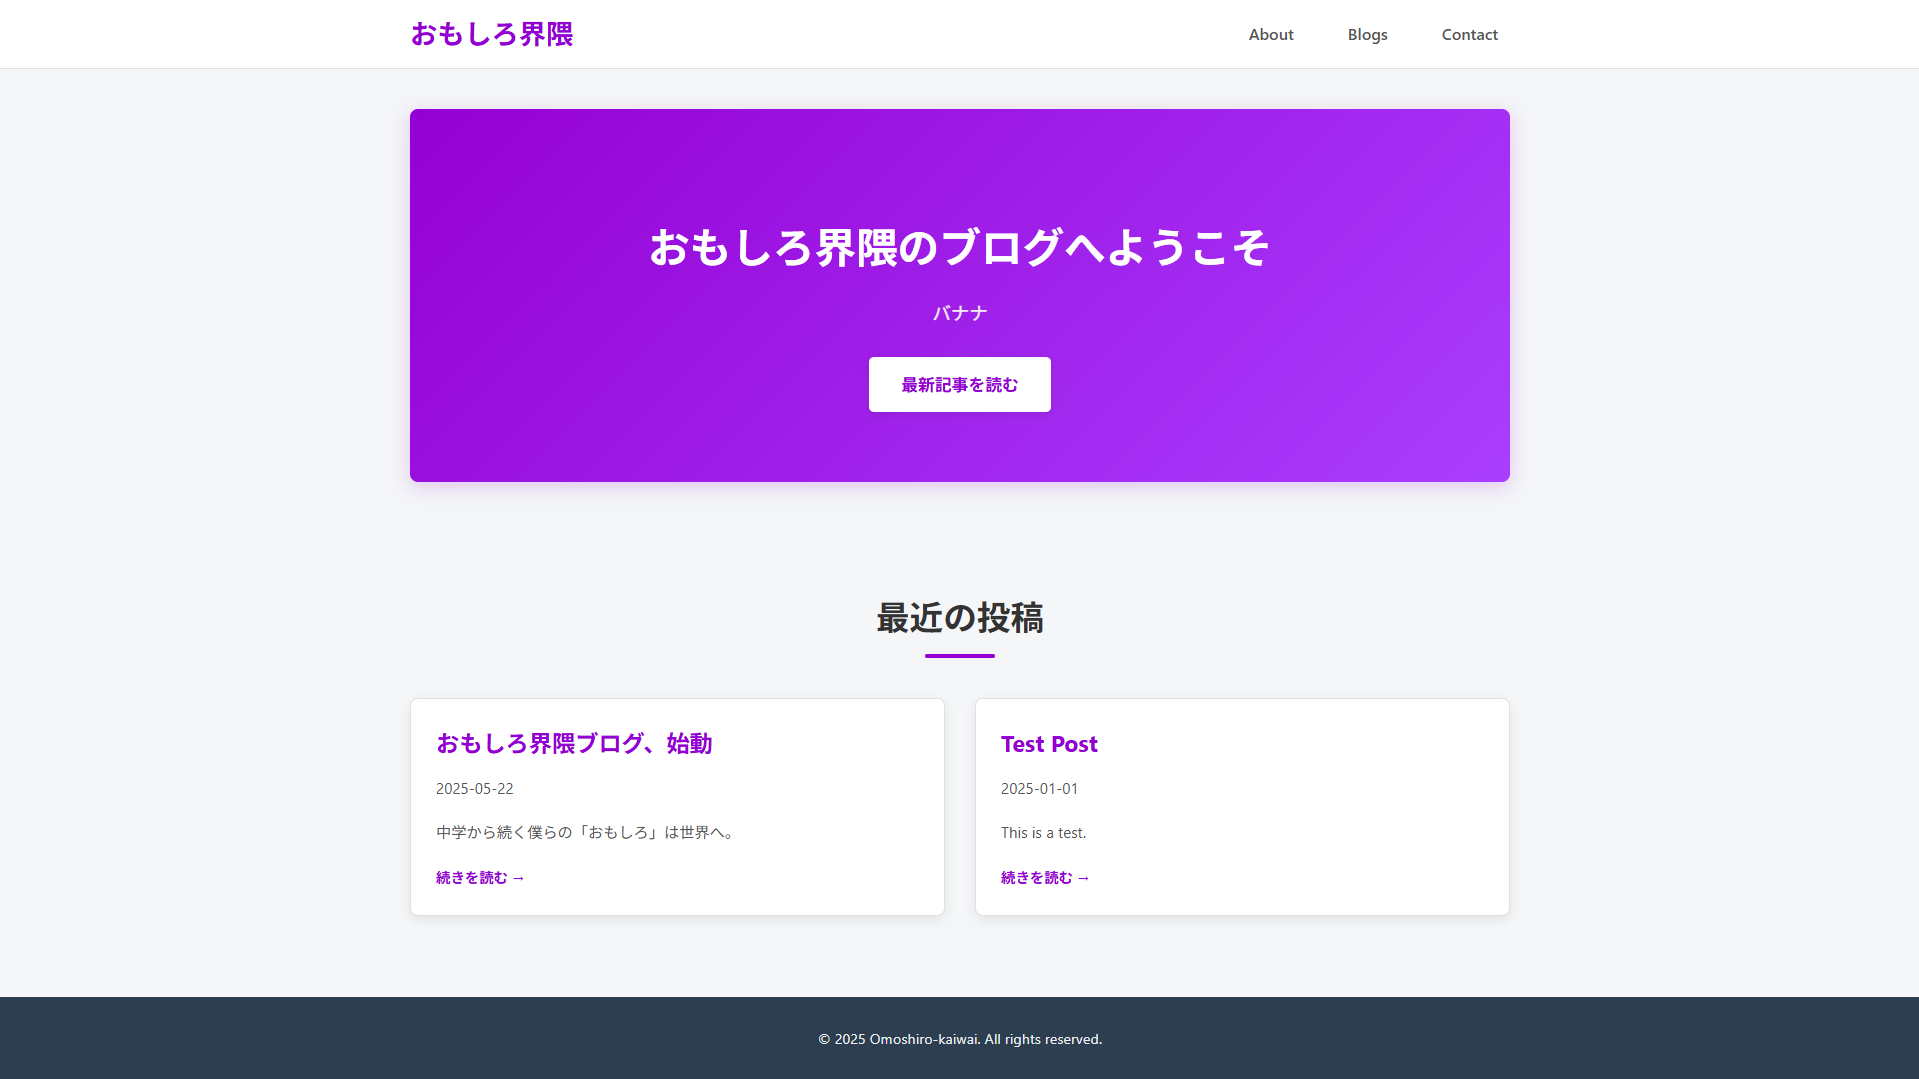 おもしろ界隈
About
Blogs
Contact
おもしろ界隈のブログへようこそ
バナナ
最新記事を読む
最近の投稿
おもしろ界隈ブログ、始動
2025-05-22
中学から続く僕らの「おもしろ」は世界へ。
続きを読む →
Test Post
2025-01-01
This is a test.
続きを読む →
© 2025 Omoshiro-kaiwai. All rights reserved.